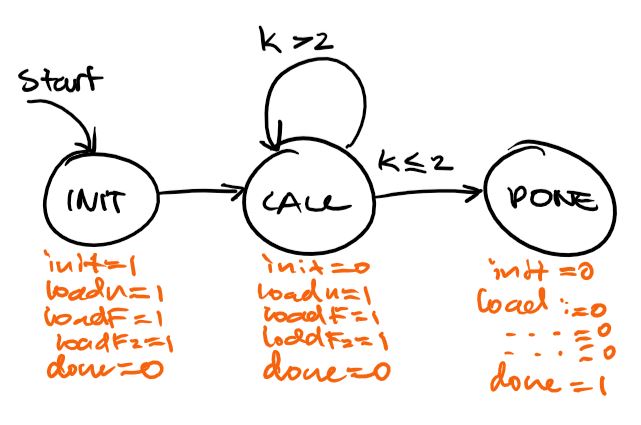 k > 2
Start
k ≤ 2
INIT
CALC
DONE
init=1
loadn=1
loadF=1
loadF2=1
done=0
init=0
loadn=1
loadF=1
loadF2=1
done=0
init=0
load :=0
- - - =0
- - - =0
done=1